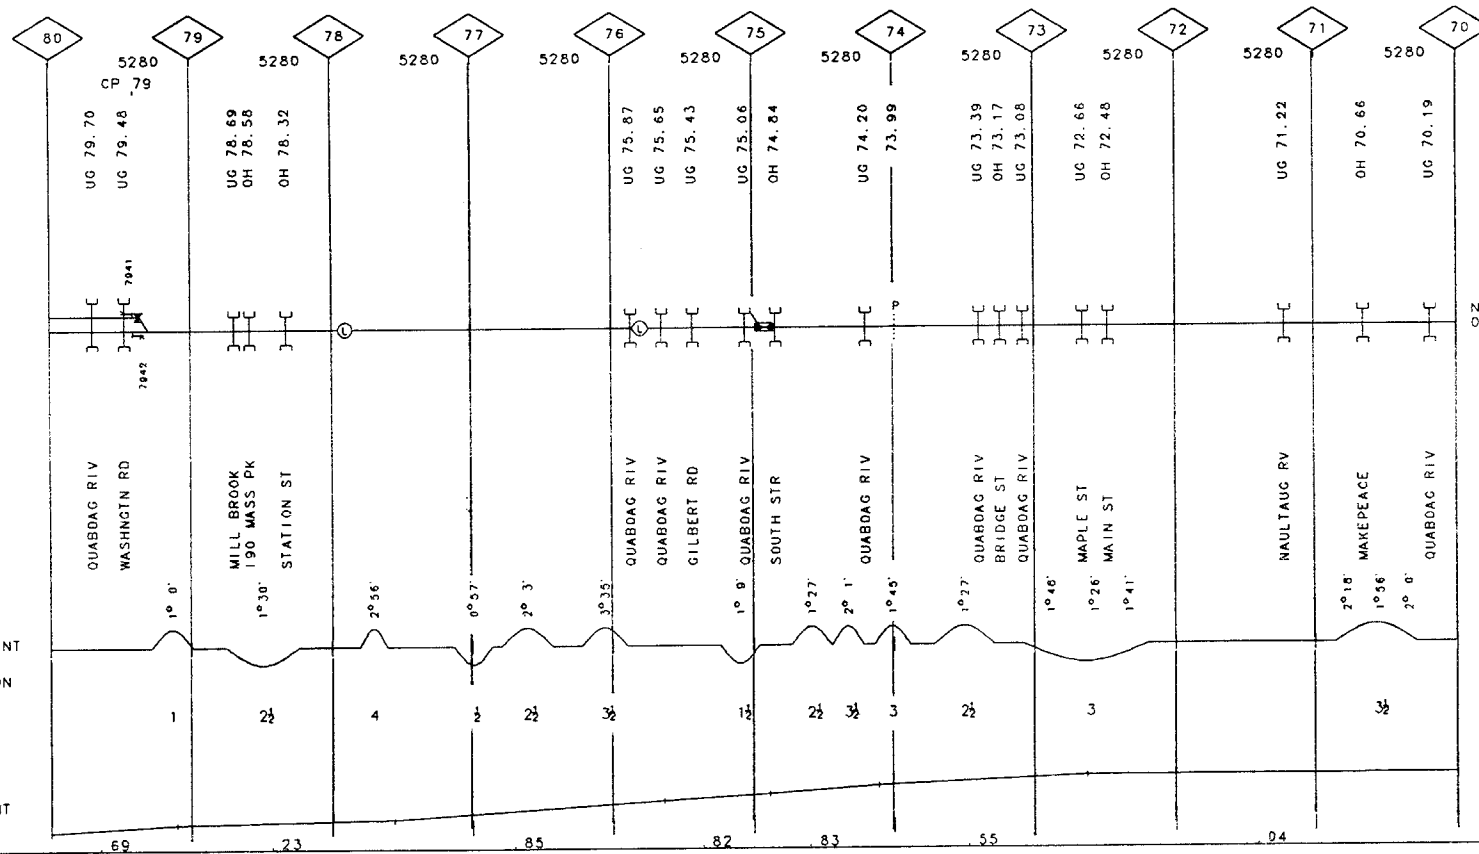 80 79 78 77 76 75 74 73 72 71 70
5280 5280 5280 5280 5280 5280 5280 5280 5280 5280
CP 79
UG 79.70
UG 79.48
UG 78.69
OH 78.58
OH 78.32
UG 75.87
UG 75.65
UG 75.43
UG 75.06
OH 74.84
UG 74.20
73.99
UG 73.39
OH 73.17
UG 73.08
UG 72.66
OH 72.48
UG 71.22
OH 70.66
UG 70.19
7941
7942
L
L
P
QUABDAG RIV
WASHNGTN RD
MILL BROOK
I90 MASS PK
STATION ST
QUABDAG RIV
QUABDAG RIV
GILBERT RD
QUABDAG RIV
SOUTH STR
QUABDAG RIV
QUABDAG RIV
BRIDGE ST
QUABDAG RIV
MAPLE ST
MAIN ST
NAULTAUG RV
MAKEPEACE
QUABDAG RIV
1° 0'
1°30'
2°56'
0°57'
2° 3'
3°35'
1° 9'
1°27'
2° 1'
1°45'
1°27'
1°46'
1°26'
1°41'
2°18'
1°56'
2° 0'
NT
ON
1 2½ 4 ½ 2½ 3½ 1½ 2½ 3½ 3 2½ 3 3½
NT
.69 .23 .85 .82 .83 .55 .04